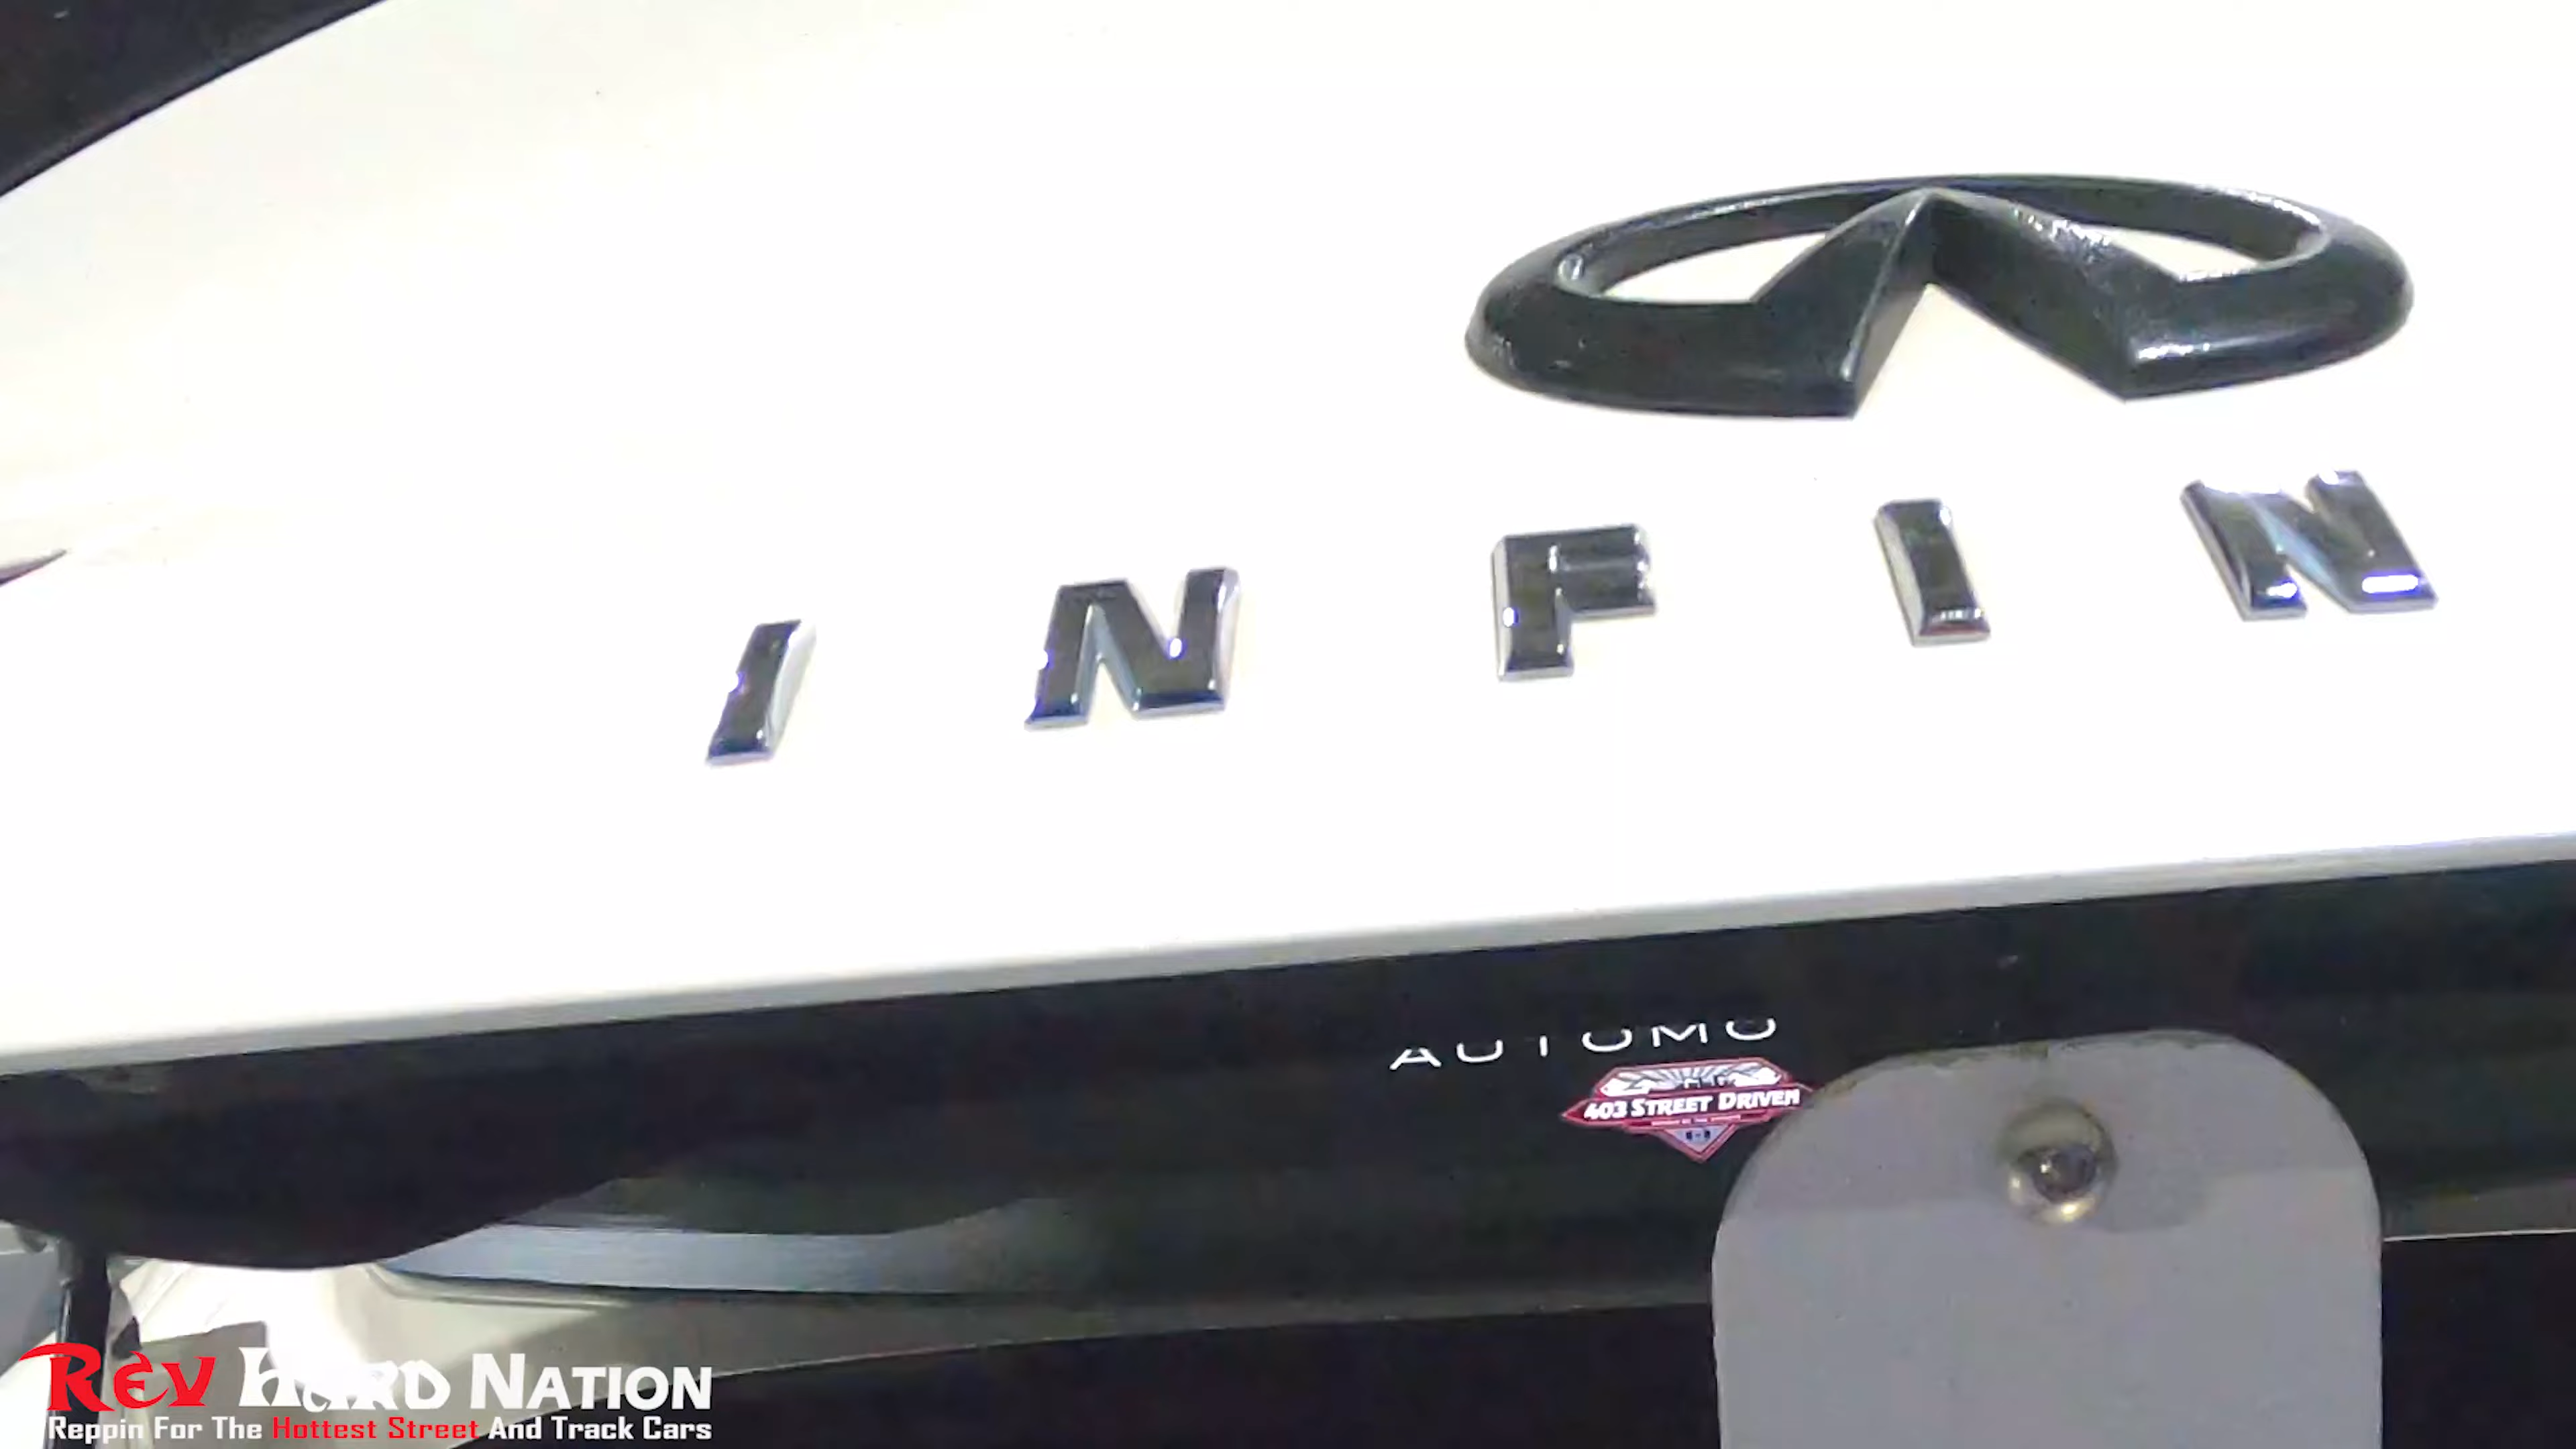 INFIN
AUTOMO
403 STREET DRIVEN
REV HARD NATION
Reppin For The Hottest Street And Track Cars